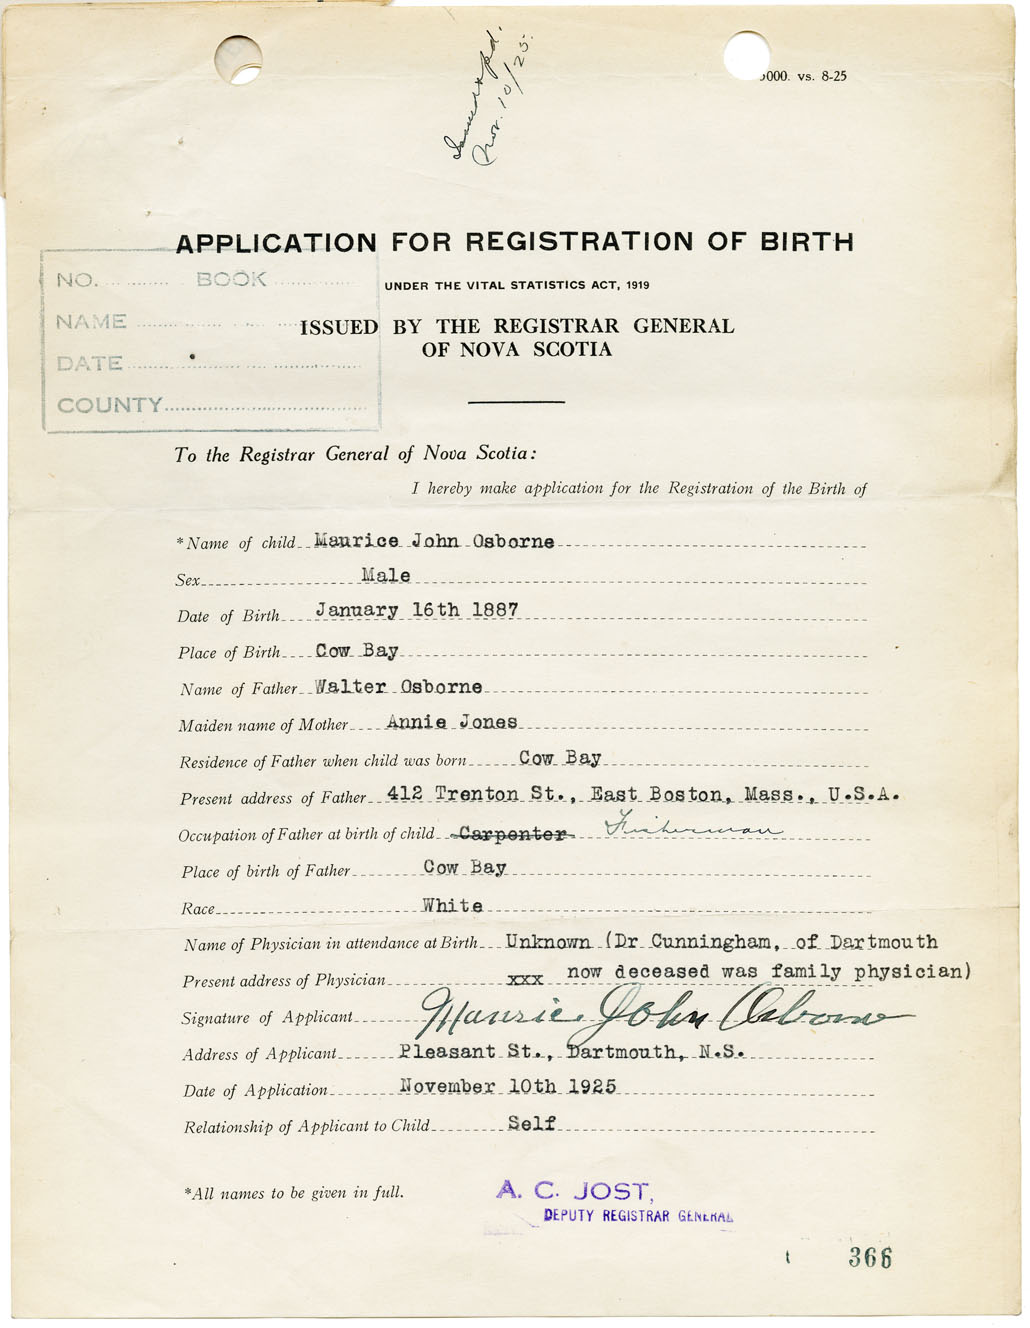 Issued & pd.
Nov. 10/25.
000. vs. 8-25
APPLICATION FOR REGISTRATION OF BIRTH
UNDER THE VITAL STATISTICS ACT, 1919
ISSUED BY THE REGISTRAR GENERAL
OF NOVA SCOTIA
NO. BOOK
NAME
DATE
COUNTY
To the Registrar General of Nova Scotia:
I hereby make application for the Registration of the Birth of
*Name of child Maurice John Osborne
Sex Male
Date of Birth January 16th 1887
Place of Birth Cow Bay
Name of Father Walter Osborne
Maiden name of Mother Annie Jones
Residence of Father when child was born Cow Bay
Present address of Father 412 Trenton St., East Boston, Mass., U.S.A.
Occupation of Father at birth of child Carpenter Fisherman
Place of birth of Father Cow Bay
Race White
Name of Physician in attendance at Birth Unknown (Dr Cunningham, of Dartmouth
Present address of Physician xxx now deceased was family physician)
Signature of Applicant Maurice John Osborne
Address of Applicant Pleasant St., Dartmouth, N.S.
Date of Application November 10th 1925
Relationship of Applicant to Child Self
*All names to be given in full.
A. C. JOST,
DEPUTY REGISTRAR GENERAL
366